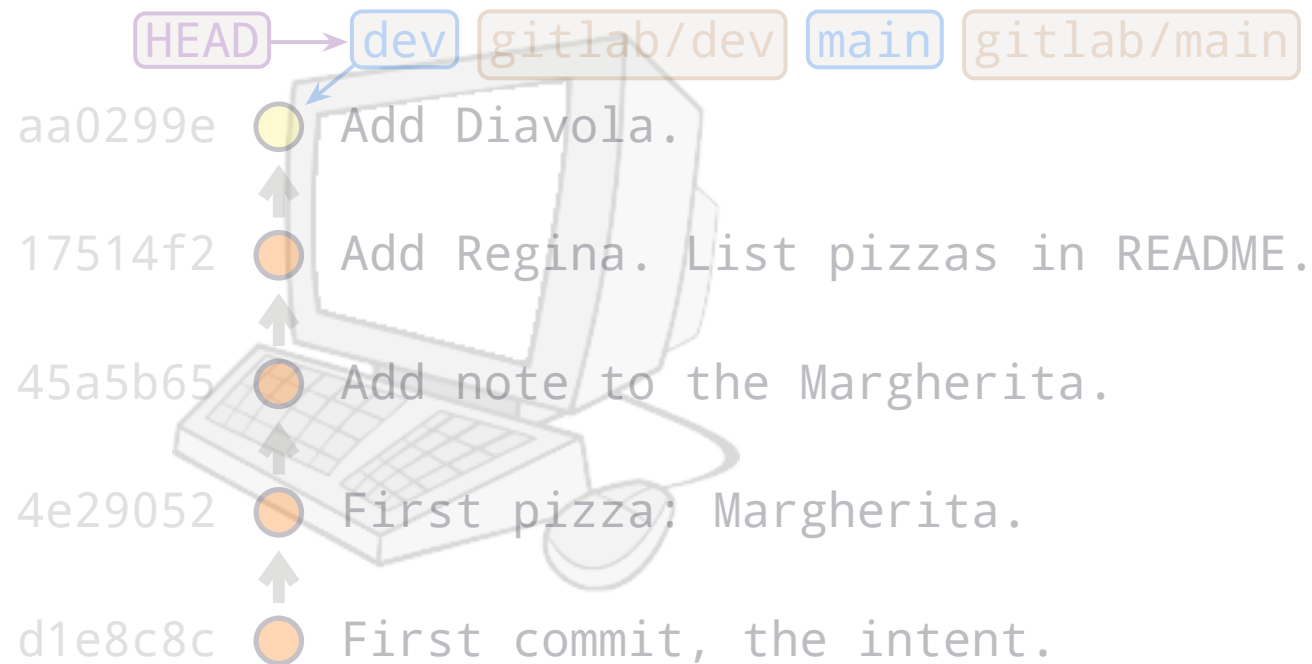 HEAD dev gitlab/dev main gitlab/main
aa0299e Add Diavola.
17514f2 Add Regina. List pizzas in README.
45a5b65 Add note to the Margherita.
4e29052 First pizza: Margherita.
d1e8c8c First commit, the intent.